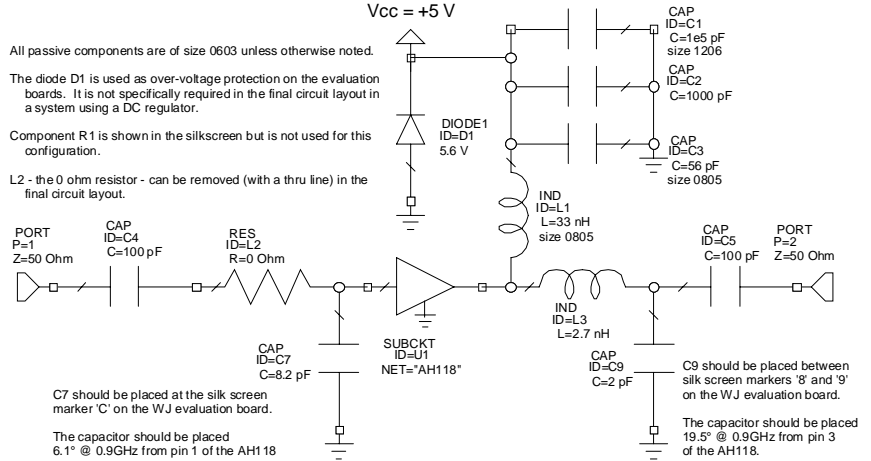 Vcc = +5 V
All passive components are of size 0603 unless otherwise noted.
The diode D1 is used as over-voltage protection on the evaluation
boards. It is not specifically required in the final circuit layout in
a system using a DC regulator.
Component R1 is shown in the silkscreen but is not used for this
configuration.
L2 - the 0 ohm resistor - can be removed (with a thru line) in the
final circuit layout.
CAP
ID=C1
C=1e5 pF
size 1206
CAP
ID=C2
C=1000 pF
CAP
ID=C3
C=56 pF
size 0805
DIODE1
ID=D1
5.6 V
IND
ID=L1
L=33 nH
size 0805
PORT
P=1
Z=50 Ohm
CAP
ID=C4
C=100 pF
RES
ID=L2
R=0 Ohm
CAP
ID=C5
C=100 pF
PORT
P=2
Z=50 Ohm
IND
ID=L3
L=2.7 nH
SUBCKT
ID=U1
NET="AH118"
CAP
ID=C7
C=8.2 pF
CAP
ID=C9
C=2 pF
C7 should be placed at the silk screen
marker 'C' on the WJ evaluation board.
The capacitor should be placed
6.1° @ 0.9GHz from pin 1 of the AH118
C9 should be placed between
silk screen markers '8' and '9'
on the WJ evaluation board.
The capacitor should be placed
19.5° @ 0.9GHz from pin 3
of the AH118.